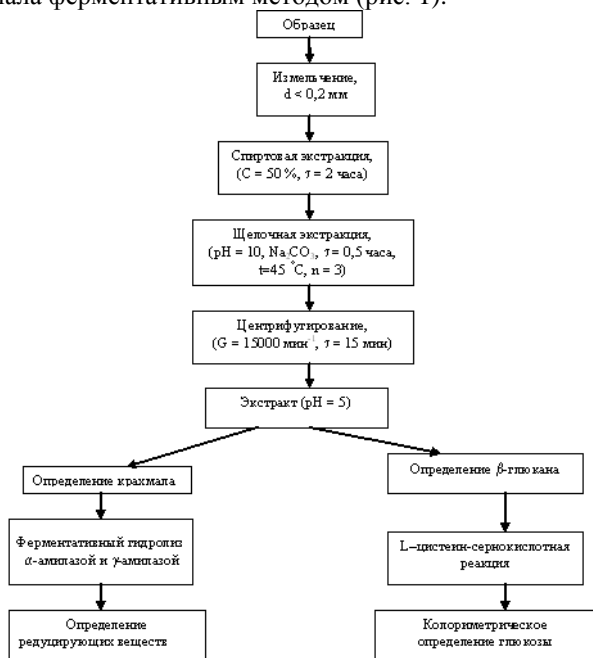 нала ферментативным методом (рис. 1).
Образец
Измельчение,
d < 0,2 мм
Спиртовая экстракция,
(C = 50 %, τ = 2 часа)
Щелочная экстракция,
(pH = 10, Na₂CO₃, τ = 0,5 часа,
t=45 °C, n = 3)
Центрифугирование,
(G = 15000 мин⁻¹, τ = 15 мин)
Экстракт (pH = 5)
Определение крахмала
Ферментативный гидролиз
α-амилазой и γ-амилазой
Определение
редуцирующих веществ
Определение β-глюкана
L–цистеин-сернокислотная
реакция
Колориметрическое
определение глюкозы